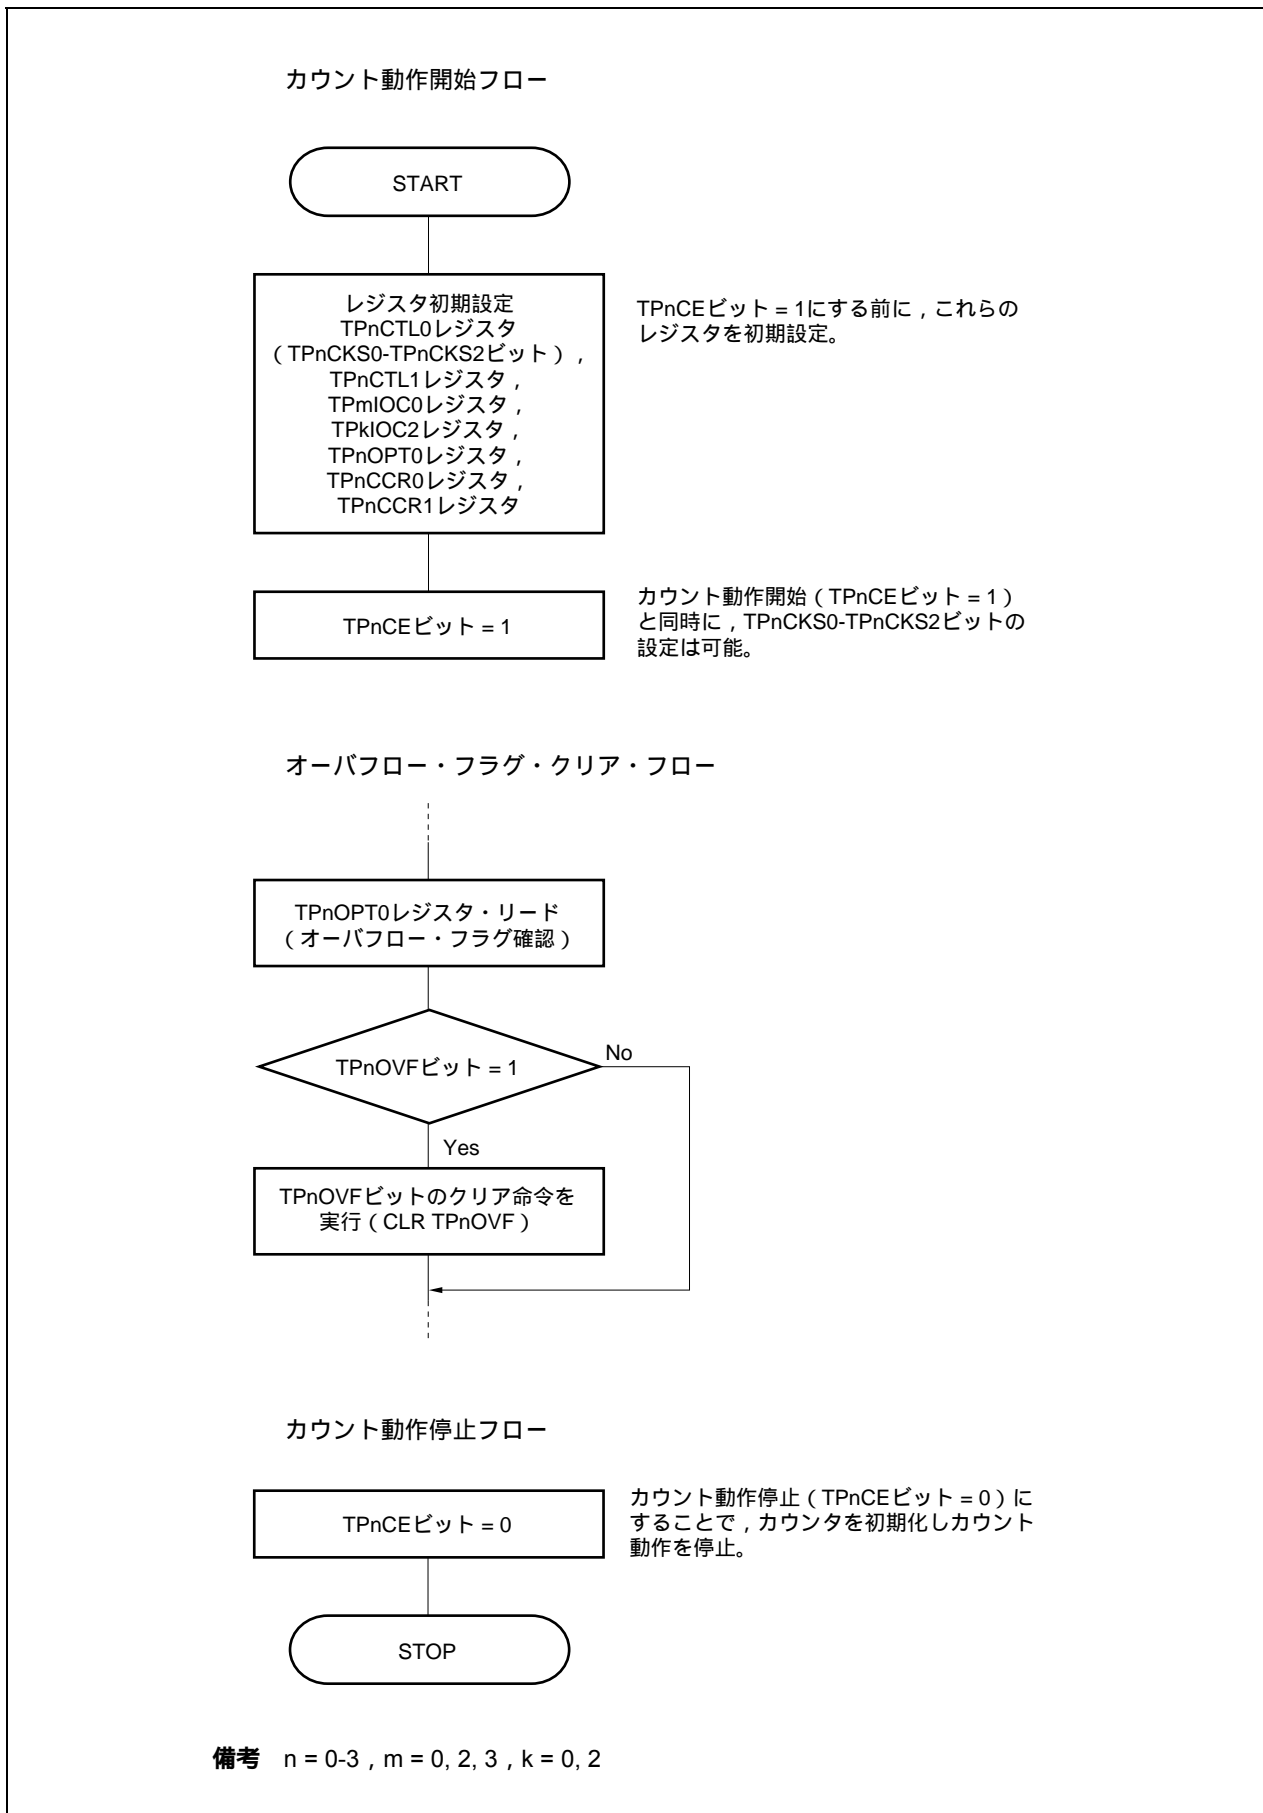 カウント動作開始フロー
START
レジスタ初期設定
TPnCTL0レジスタ
（TPnCKS0-TPnCKS2ビット），
TPnCTL1レジスタ，
TPmIOC0レジスタ，
TPkIOC2レジスタ，
TPnOPT0レジスタ，
TPnCCR0レジスタ，
TPnCCR1レジスタ
TPnCEビット = 1にする前に，これらの
レジスタを初期設定。
TPnCEビット = 1
カウント動作開始（TPnCEビット = 1）
と同時に，TPnCKS0-TPnCKS2ビットの
設定は可能。
オーバフロー・フラグ・クリア・フロー
TPnOPT0レジスタ・リード
（オーバフロー・フラグ確認）
TPnOVFビット = 1
No
Yes
TPnOVFビットのクリア命令を
実行（CLR TPnOVF）
カウント動作停止フロー
TPnCEビット = 0
カウント動作停止（TPnCEビット = 0）に
することで，カウンタを初期化しカウント
動作を停止。
STOP
備考 n = 0-3，m = 0, 2, 3，k = 0, 2